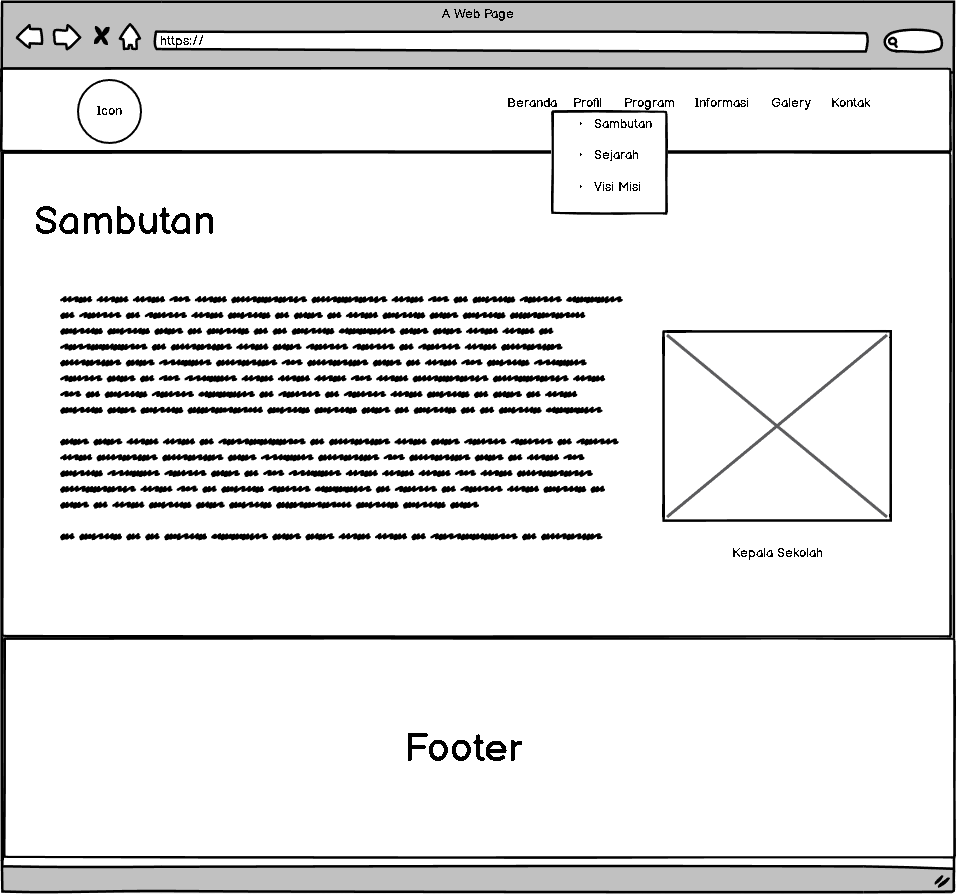 A Web Page
https://
Icon
Beranda Profil Program Informasi Galery Kontak
Sambutan
Sejarah
Visi Misi
Sambutan
Kepala Sekolah
Footer